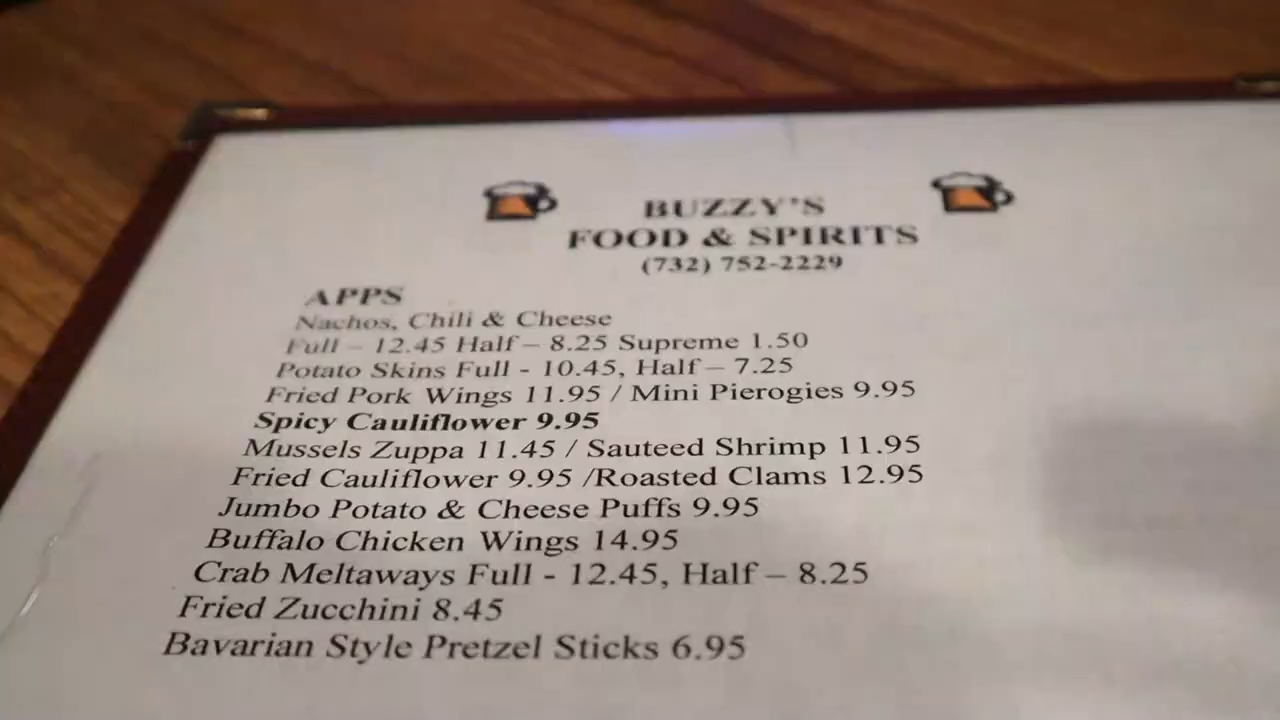 BUZZY'S
FOOD & SPIRITS
(732) 752-2229
APPS
Nachos, Chili & Cheese
Full – 12.45 Half – 8.25 Supreme 1.50
Potato Skins Full - 10.45, Half – 7.25
Fried Pork Wings 11.95 / Mini Pierogies 9.95
Spicy Cauliflower 9.95
Mussels Zuppa 11.45 / Sauteed Shrimp 11.95
Fried Cauliflower 9.95 /Roasted Clams 12.95
Jumbo Potato & Cheese Puffs 9.95
Buffalo Chicken Wings 14.95
Crab Meltaways Full - 12.45, Half – 8.25
Fried Zucchini 8.45
Bavarian Style Pretzel Sticks 6.95